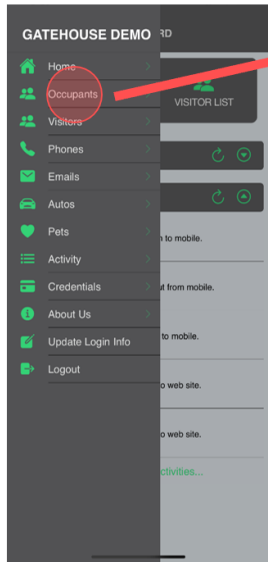 GATEHOUSE DEMO
RD
Home
Occupants
VISITOR LIST
Visitors
Phones
Emails
Autos
Pets
n to mobile.
Activity
Credentials
ut from mobile.
About Us
Update Login Info
to mobile.
Logout
o web site.
o web site.
ctivities...